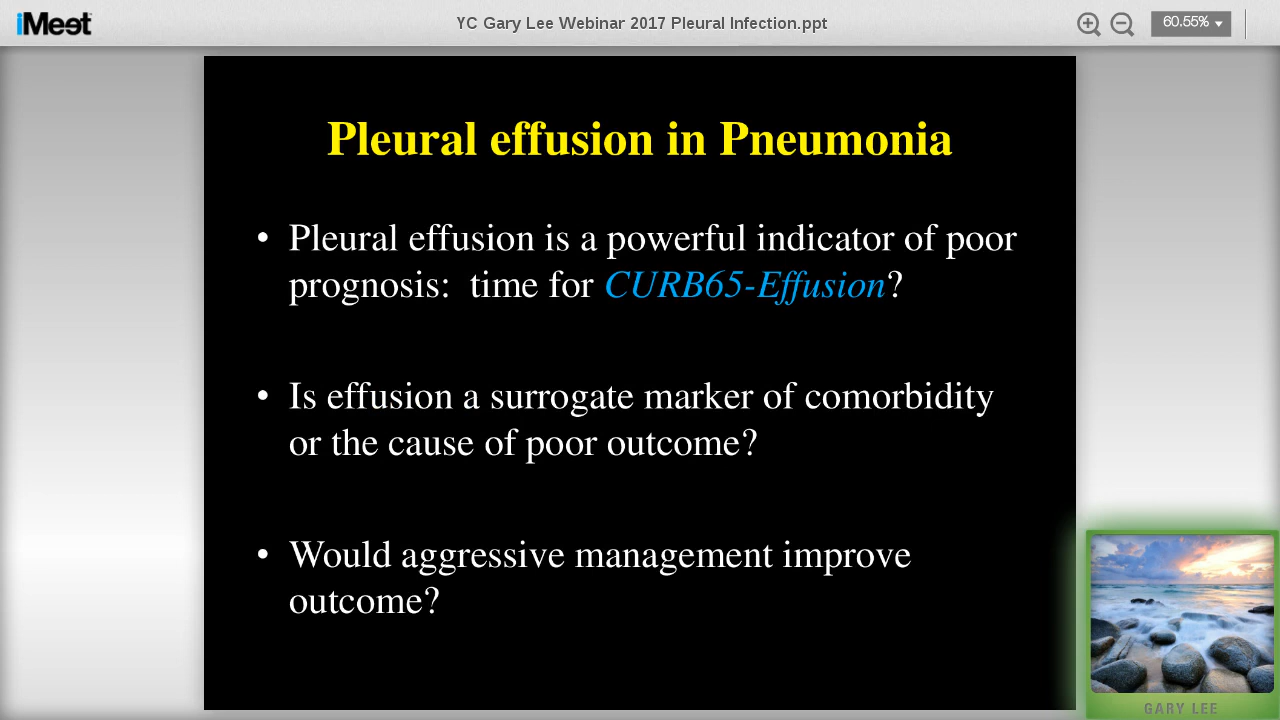 iMeet
YC Gary Lee Webinar 2017 Pleural Infection.ppt
60.55%
Pleural effusion in Pneumonia
• Pleural effusion is a powerful indicator of poor
prognosis:  time for CURB65-Effusion?
• Is effusion a surrogate marker of comorbidity
or the cause of poor outcome?
• Would aggressive management improve
outcome?
GARY LEE